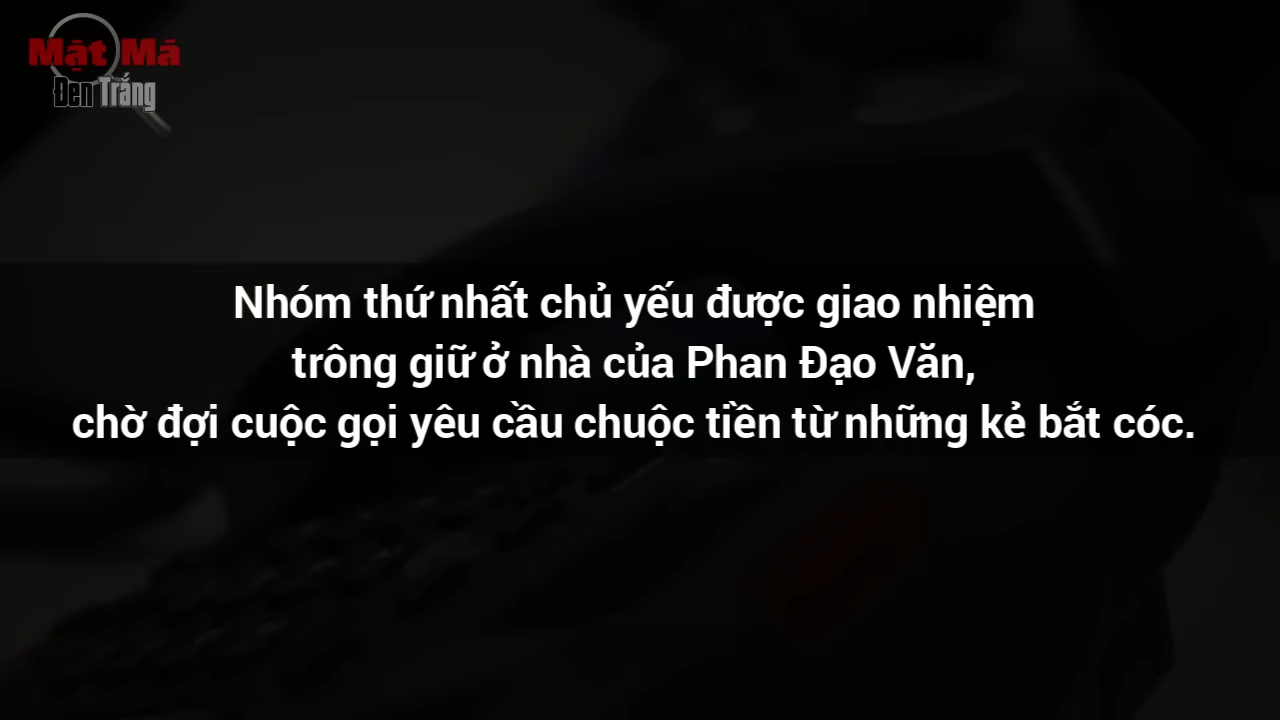 Mật Mã
Đen Trắng
Nhóm thứ nhất chủ yếu được giao nhiệm
trông giữ ở nhà của Phan Đạo Văn,
chờ đợi cuộc gọi yêu cầu chuộc tiền từ những kẻ bắt cóc.